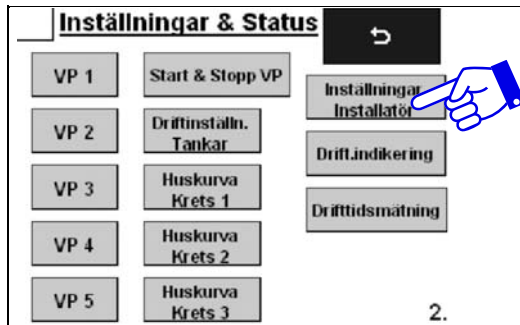 Inställningar & Status
VP 1
Start & Stopp VP
Inställningar
Installatör
VP 2
Driftinställn.
Tankar
Drift.indikering
VP 3
Huskurva
Krets 1
Drifttidsmätning
VP 4
Huskurva
Krets 2
VP 5
Huskurva
Krets 3
2.